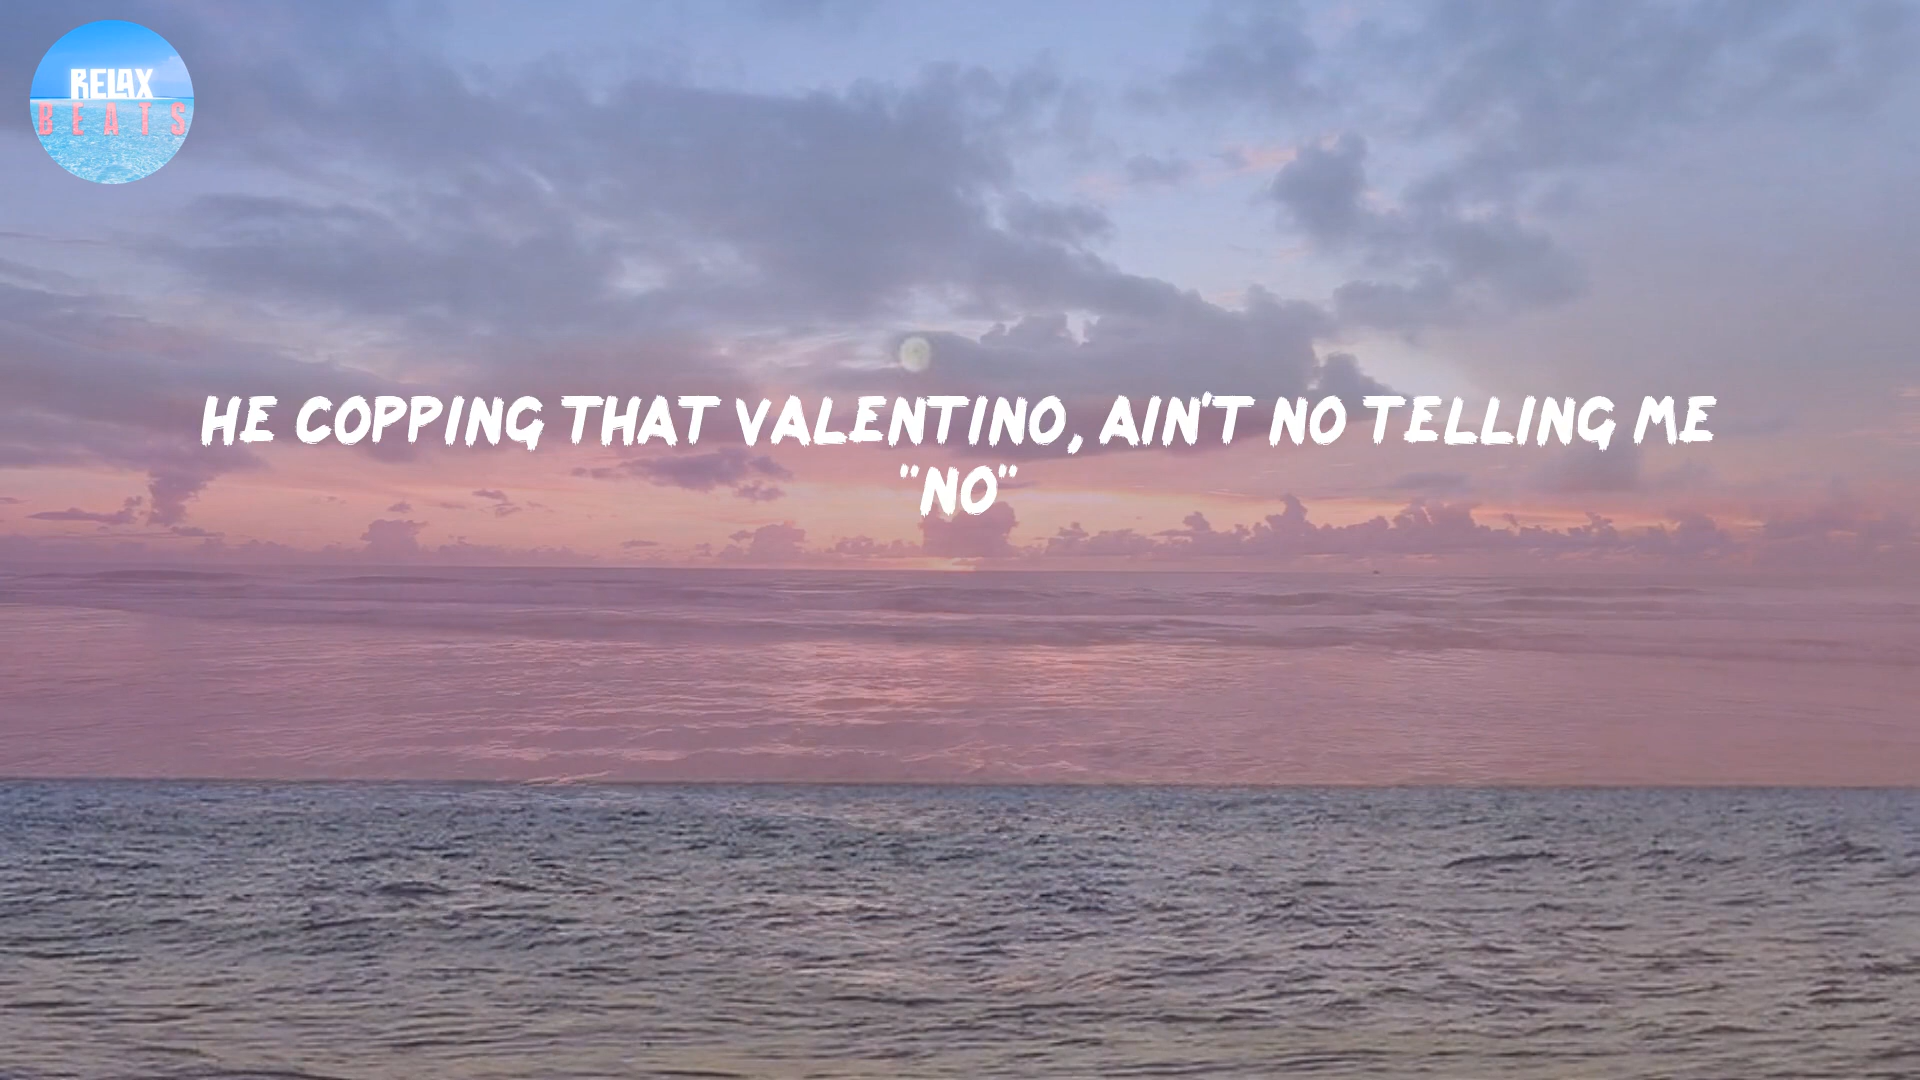 RELAX
BEATS
HE COPPING THAT VALENTINO, AIN'T NO TELLING ME
"NO"